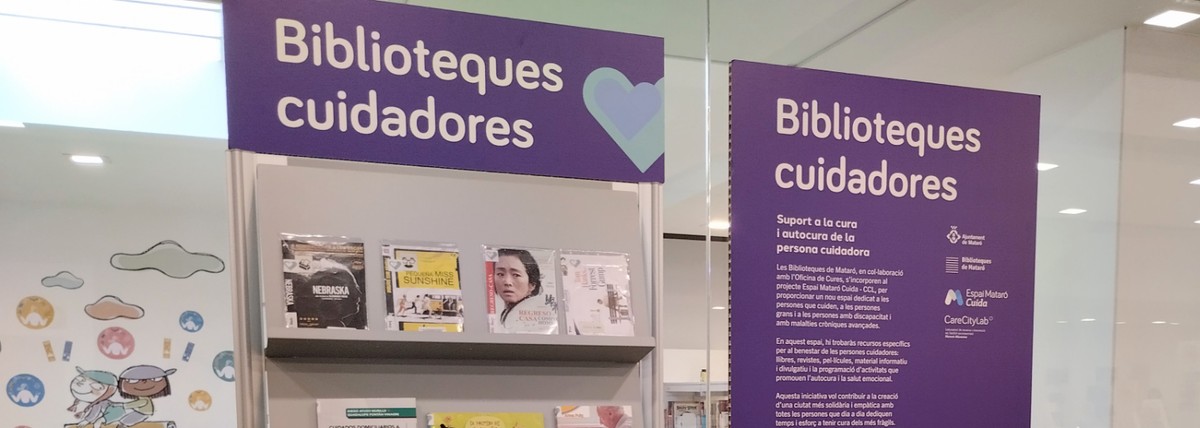 Biblioteques
cuidadores
NEBRASKA
PEQUEÑA MISS
SUNSHINE
REGRESO A
CASA
Biblioteques
cuidadores
Suport a la cura
i autocura de la
persona cuidadora
Les Biblioteques de Mataró, en col·laboració
amb l'Oficina de Cures, s'incorporen al
projecte Espai Mataró Cuida - CCL, per
proporcionar un nou espai dedicat a les
persones que cuiden, a les persones
grans i a les persones amb discapacitat i
amb malalties cròniques avançades.
En aquest espai, hi trobaràs recursos específics
per al benestar de les persones cuidadores:
llibres, revistes, pel·lícules, material informatiu
i divulgatiu i la programació d'activitats que
promouen l'autocura i la salut emocional.
Aquesta iniciativa vol contribuir a la creació
d'una ciutat més solidària i empàtica amb
totes les persones que dia a dia dediquen
temps i esforç a tenir cura dels més fràgils.
Ajuntament
de Mataró
Biblioteques
de Mataró
Espai Mataró
Cuida
CareCityLab